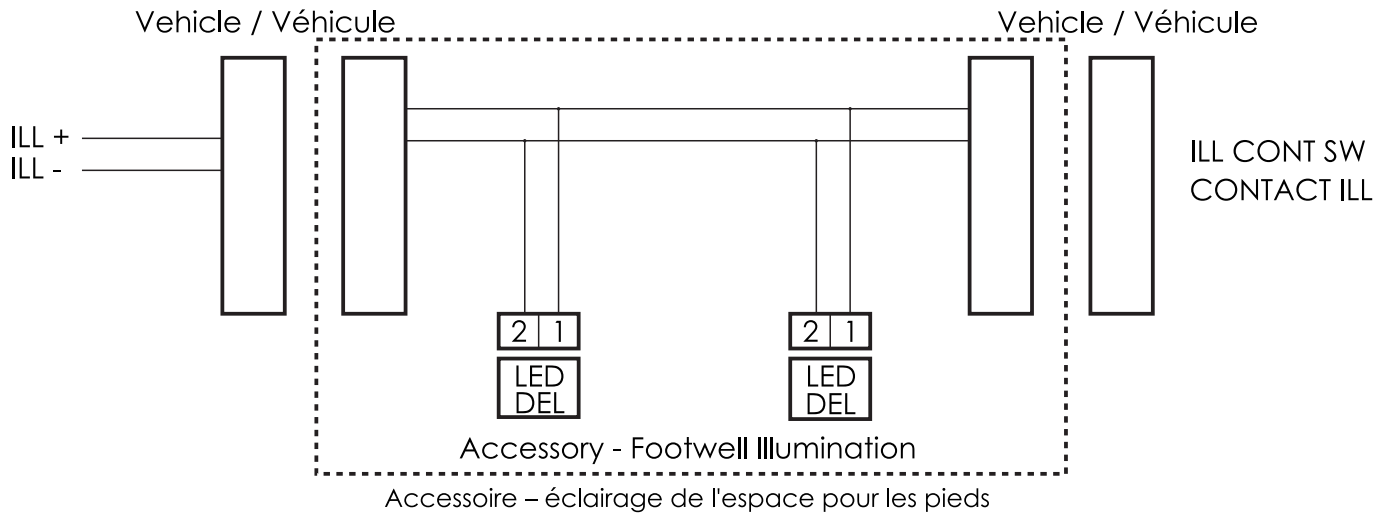 Vehicle / Véhicule
Vehicle / Véhicule
ILL +
ILL -
ILL CONT SW
CONTACT ILL
2 1
LED
DEL
2 1
LED
DEL
Accessory - Footwell Illumination
Accessoire – éclairage de l'espace pour les pieds